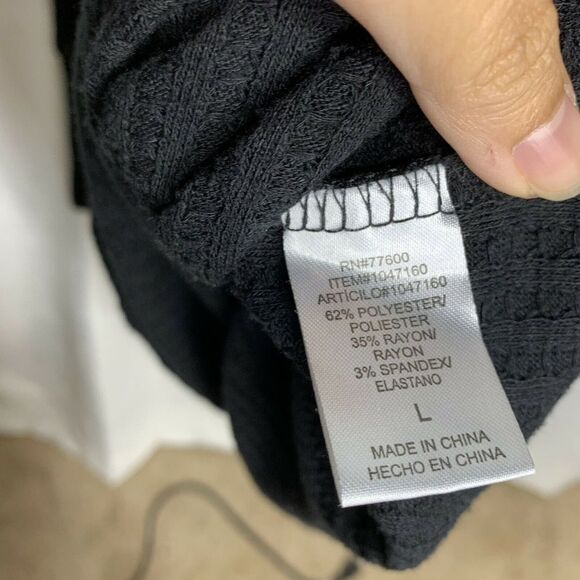 RN#77600
ITEM#1047160
ARTÍCILO#1047160
62% POLYESTER/
POLIESTER
35% RAYON/
RAYON
3% SPANDEX/
ELASTANO
L
MADE IN CHINA
HECHO EN CHINA